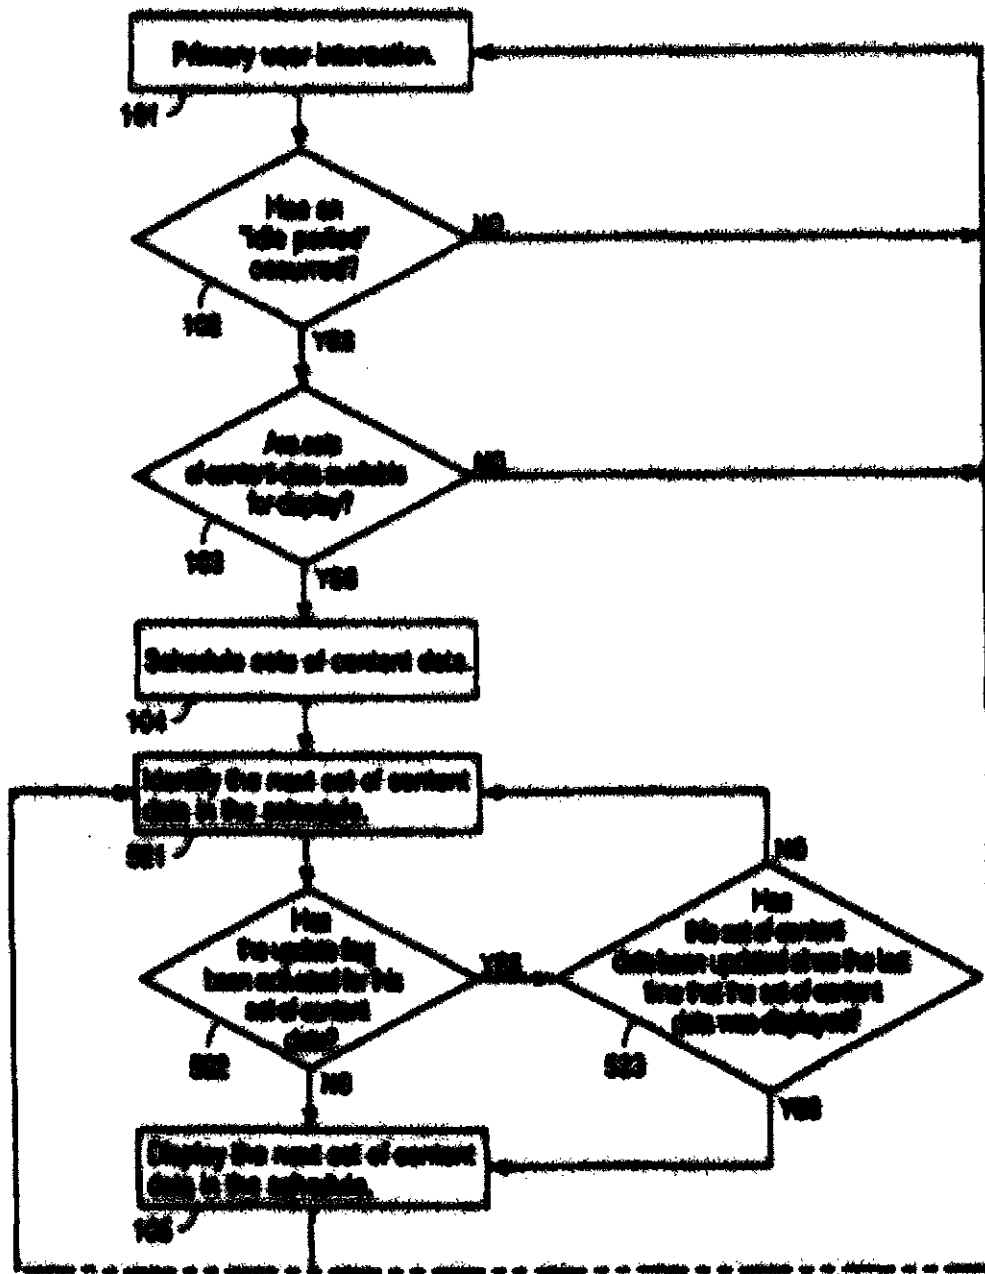 Primary user interaction.
101
Has an
"idle period"
occurred?
NO
102
YES
Are sets
of content data available
for display?
NO
103
YES
Schedule sets of content data.
104
Identify the next set of content
data in the schedule.
521
NO
Has
the update flag
been activated for this
set of content
data?
YES
522
NO
Has
this set of content
data been updated since the last
time that the set of content
data was displayed?
523
YES
Display the next set of content
data in the schedule.
105